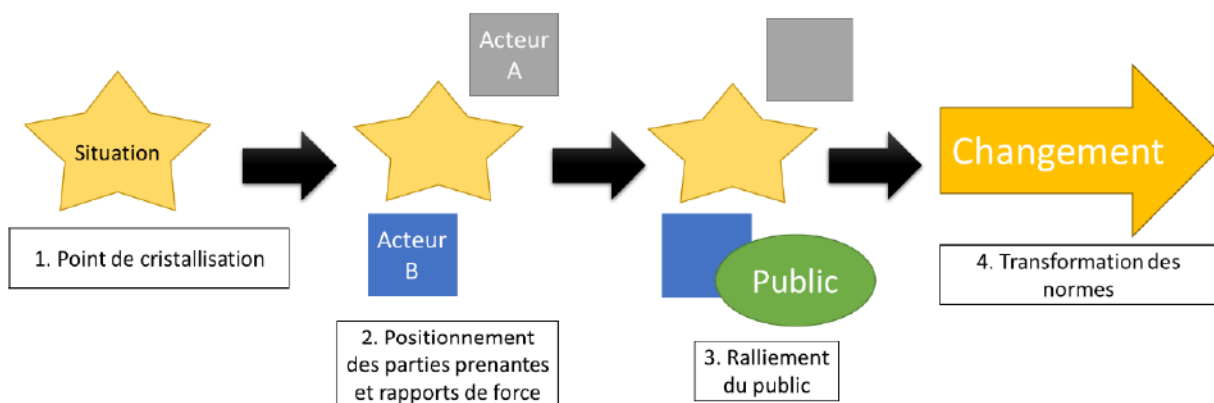 Situation
1. Point de cristallisation
Acteur
A
Acteur
B
2. Positionnement
des parties prenantes
et rapports de force
Public
3. Ralliement
du public
Changement
4. Transformation des
normes